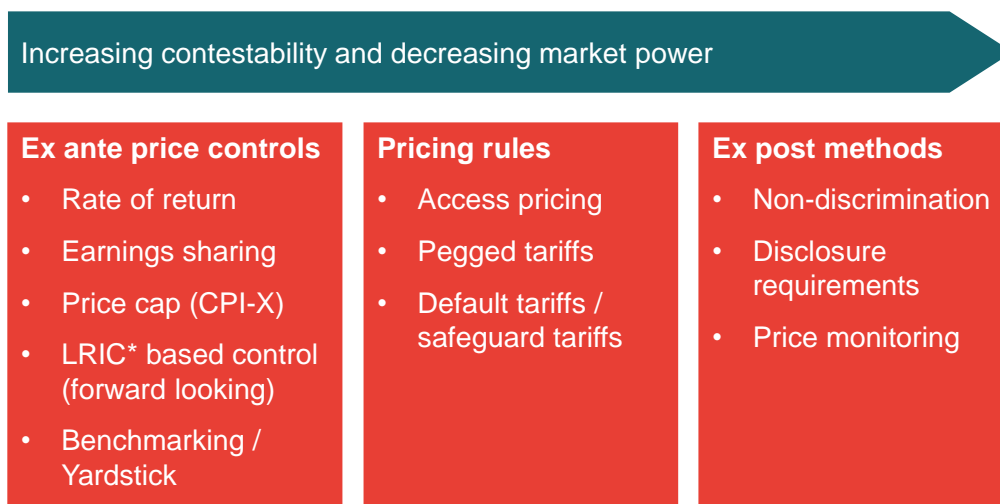 Increasing contestability and decreasing market power
Ex ante price controls
• Rate of return
• Earnings sharing
• Price cap (CPI-X)
• LRIC* based control
(forward looking)
• Benchmarking /
Yardstick
Pricing rules
• Access pricing
• Pegged tariffs
• Default tariffs /
safeguard tariffs
Ex post methods
• Non-discrimination
• Disclosure
requirements
• Price monitoring